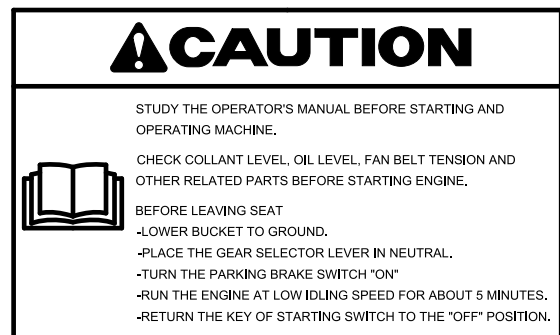 CAUTION
STUDY THE OPERATOR'S MANUAL BEFORE STARTING AND
OPERATING MACHINE.
CHECK COLLANT LEVEL, OIL LEVEL, FAN BELT TENSION AND
OTHER RELATED PARTS BEFORE STARTING ENGINE.
BEFORE LEAVING SEAT
-LOWER BUCKET TO GROUND.
-PLACE THE GEAR SELECTOR LEVER IN NEUTRAL.
-TURN THE PARKING BRAKE SWITCH "ON"
-RUN THE ENGINE AT LOW IDLING SPEED FOR ABOUT 5 MINUTES.
-RETURN THE KEY OF STARTING SWITCH TO THE "OFF" POSITION.